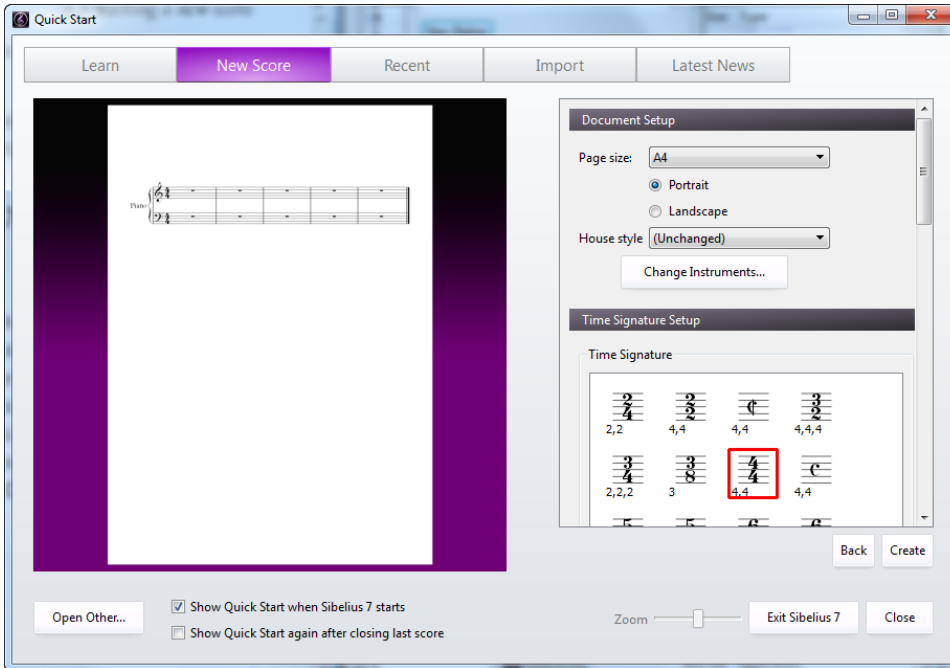 Quick Start
Learn
New Score
Recent
Import
Latest News
Piano
Document Setup
Page size:
A4
Portrait
Landscape
House style
(Unchanged)
Change Instruments...
Time Signature Setup
Time Signature
2,2
4,4
4,4
4,4,4
2,2,2
3
4,4
4,4
Back
Create
Open Other...
Show Quick Start when Sibelius 7 starts
Show Quick Start again after closing last score
Zoom
Exit Sibelius 7
Close